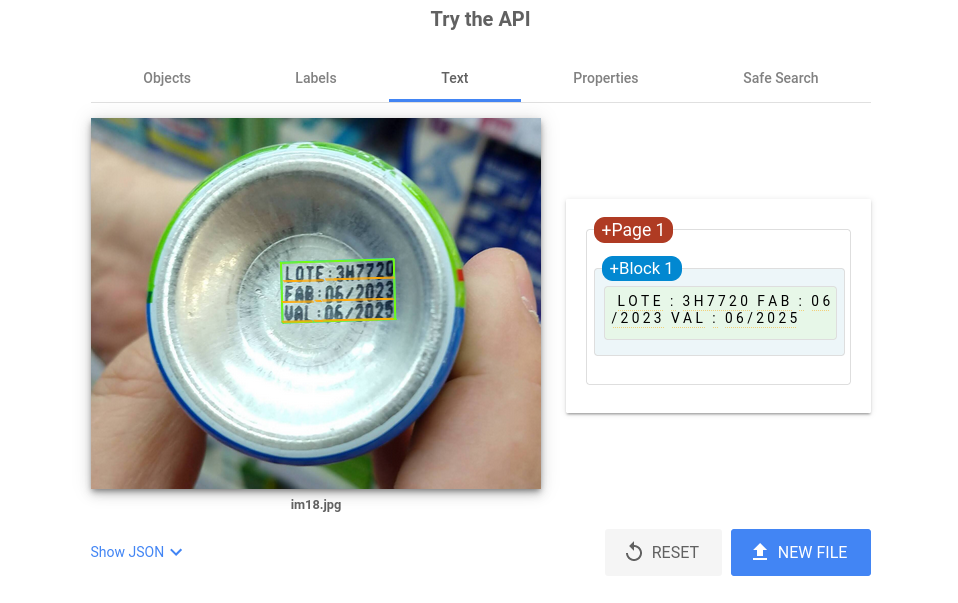 Try the API
Objects Labels Text Properties Safe Search
LOTE:3H7720
FAB:06/2023
VAL:06/2025
im18.jpg
+Page 1
+Block 1
LOTE : 3H7720 FAB : 06
/2023 VAL : 06/2025
Show JSON
RESET
NEW FILE